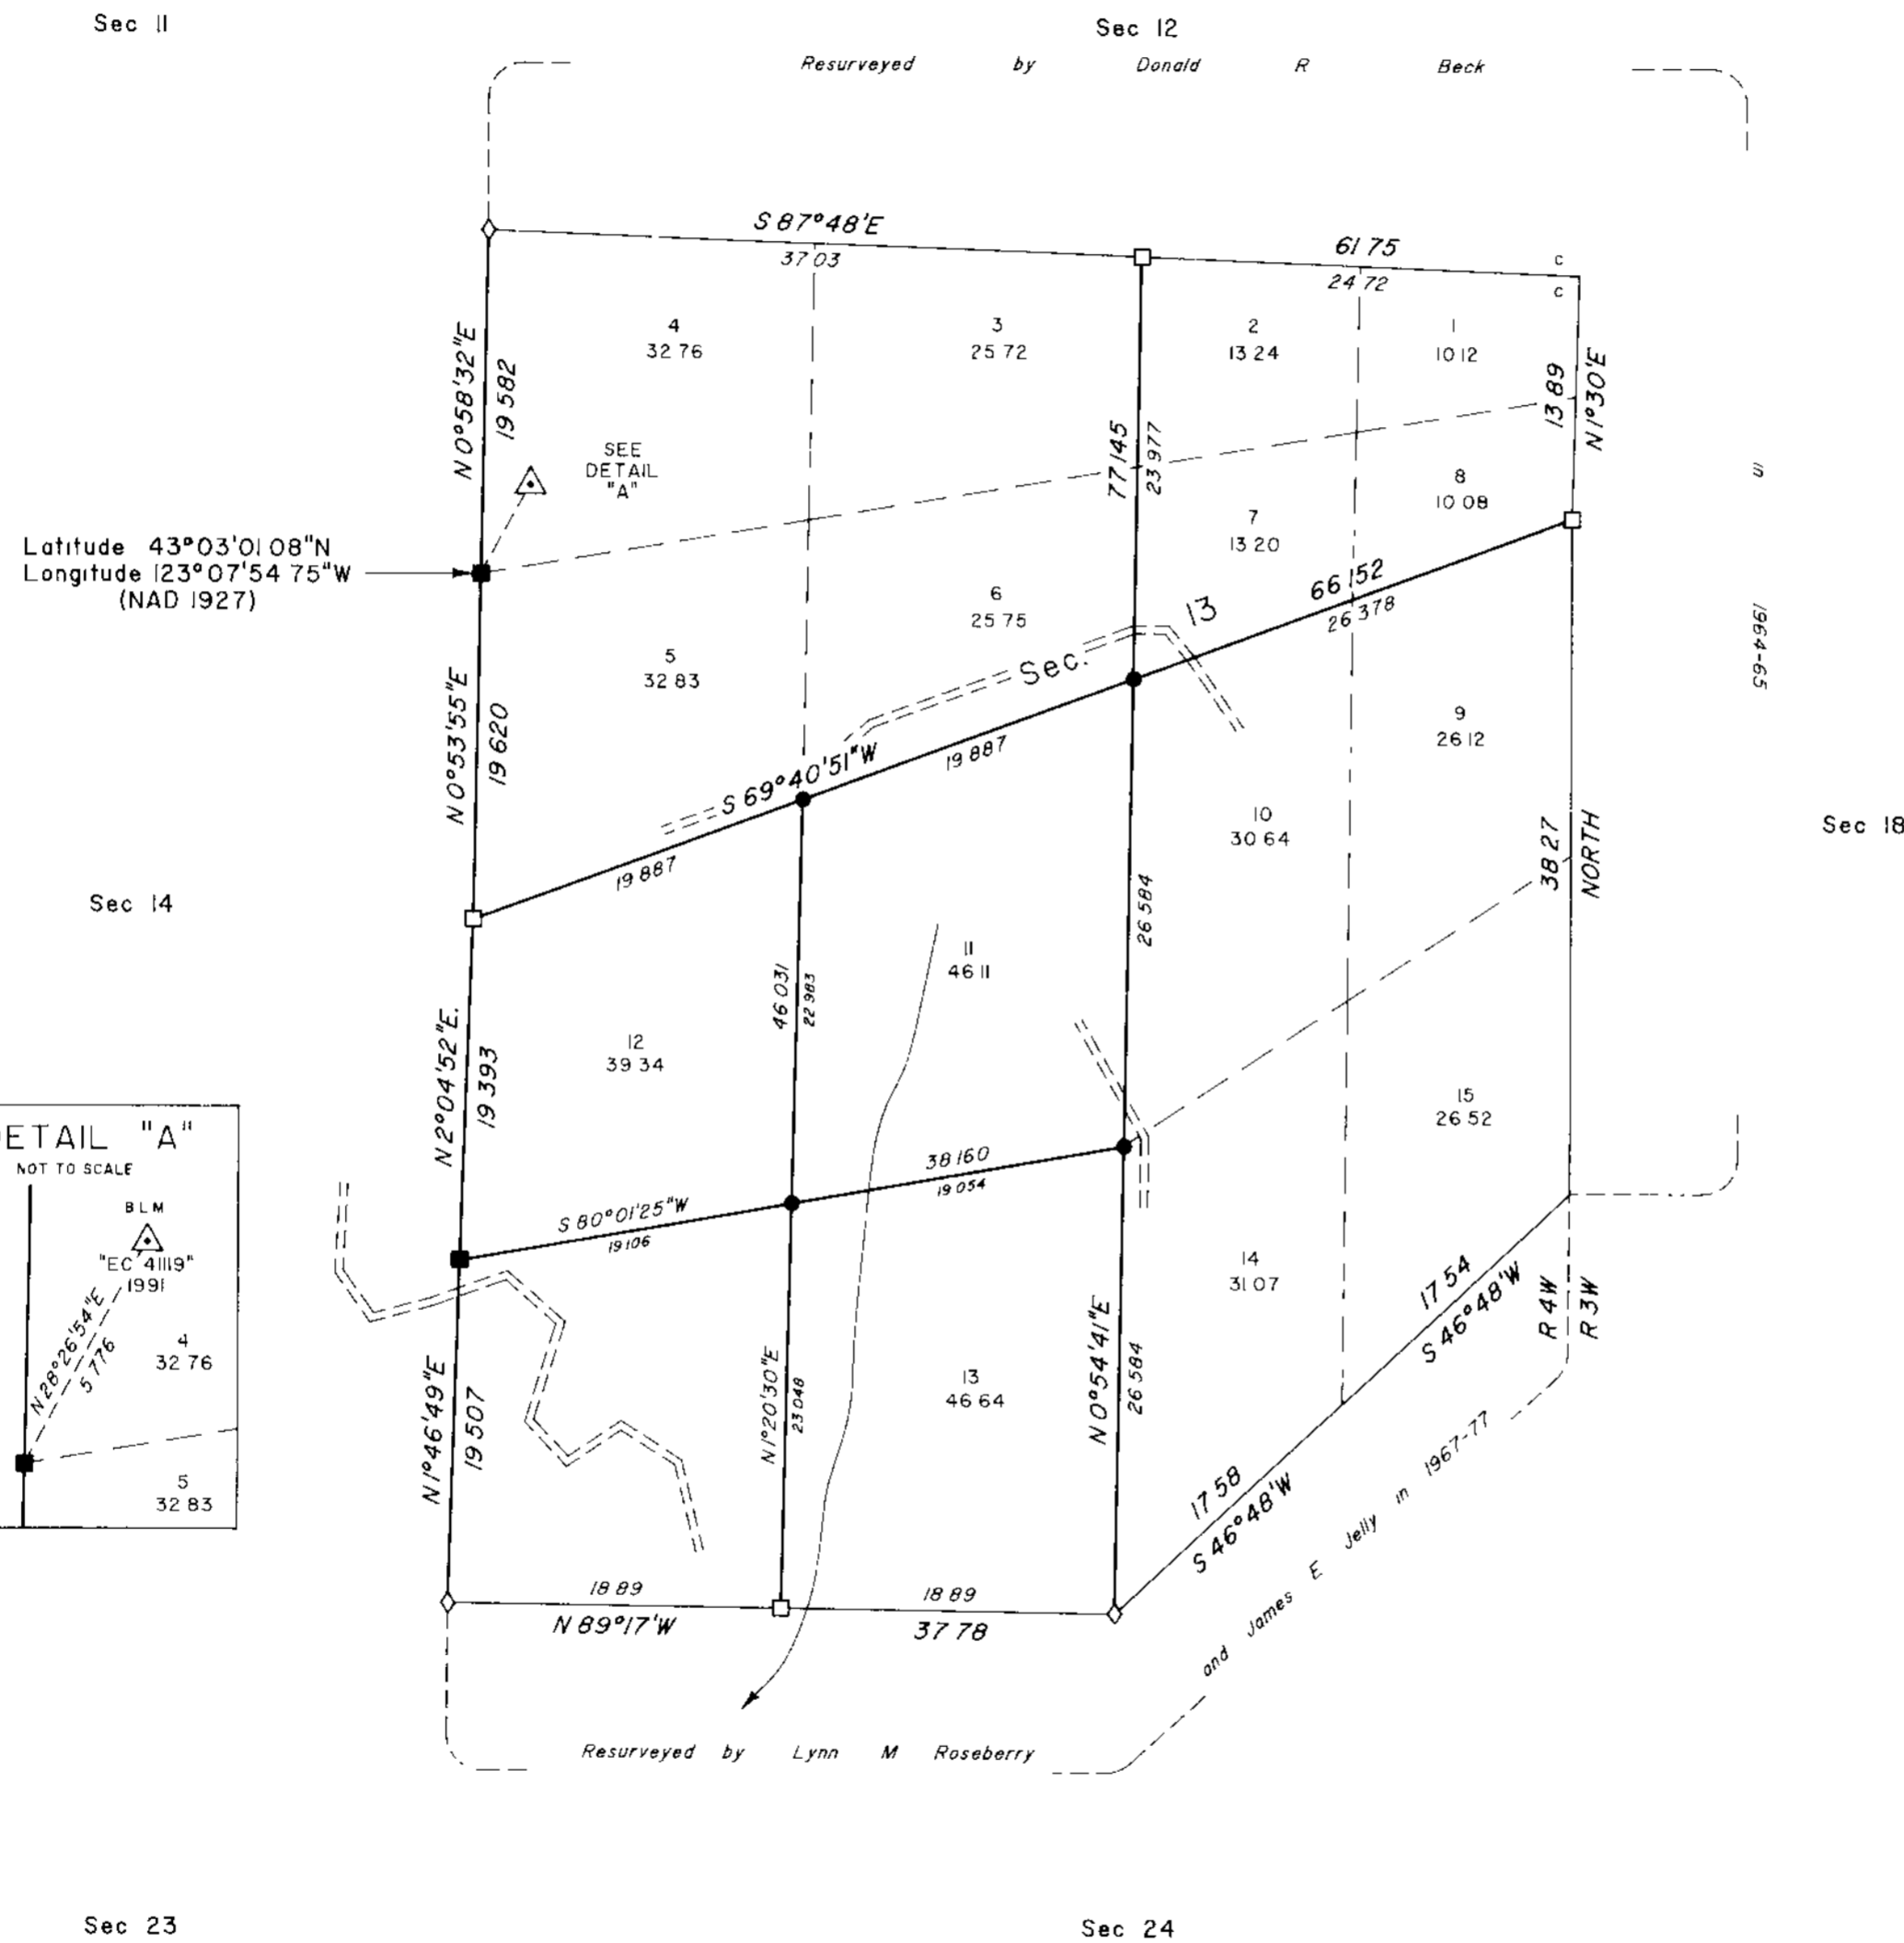 Sec 11
Sec 12
Resurveyed by Donald R Beck
in 1964-65
S 87°48'E
61 75
37 03
24 72
C
C
N 0°58'32"E
19 582
4
32 76
3
25 72
2
13 24
1
10 12
13 89
N 1°30'E
SEE
DETAIL
"A"
77 145
23 977
8
10 08
7
13 20
Latitude 43°03'01 08"N
Longitude 123°07'54 75"W
(NAD 1927)
6
25 75
66 152
26 378
Sec. 13
5
32 83
N 0°53'55"E
19 620
S 69°40'51"W
19 887
19 887
9
26 12
10
30 64
38 27
NORTH
Sec 18
Sec 14
26 584
11
46 11
46 031
22 983
12
39 34
N 2°04'52"E.
19 393
15
26 52
38 160
19 054
S 80°01'25"W
19 106
14
31 07
17 54
S 46°48'W
R 4W
R 3W
ETAIL "A"
NOT TO SCALE
BLM
"EC 41119"
1991
N 28°26'54"E
5 776
4
32 76
5
32 83
N 1°46'49"E
19 507
N 1°20'30"E
23 048
13
46 64
N 0°54'41"E
26 584
17 58
S 46°48'W
18 89
18 89
N 89°17'W
37 78
Resurveyed by Lynn M Roseberry
and James E Jelly in 1967-77
Sec 23
Sec 24